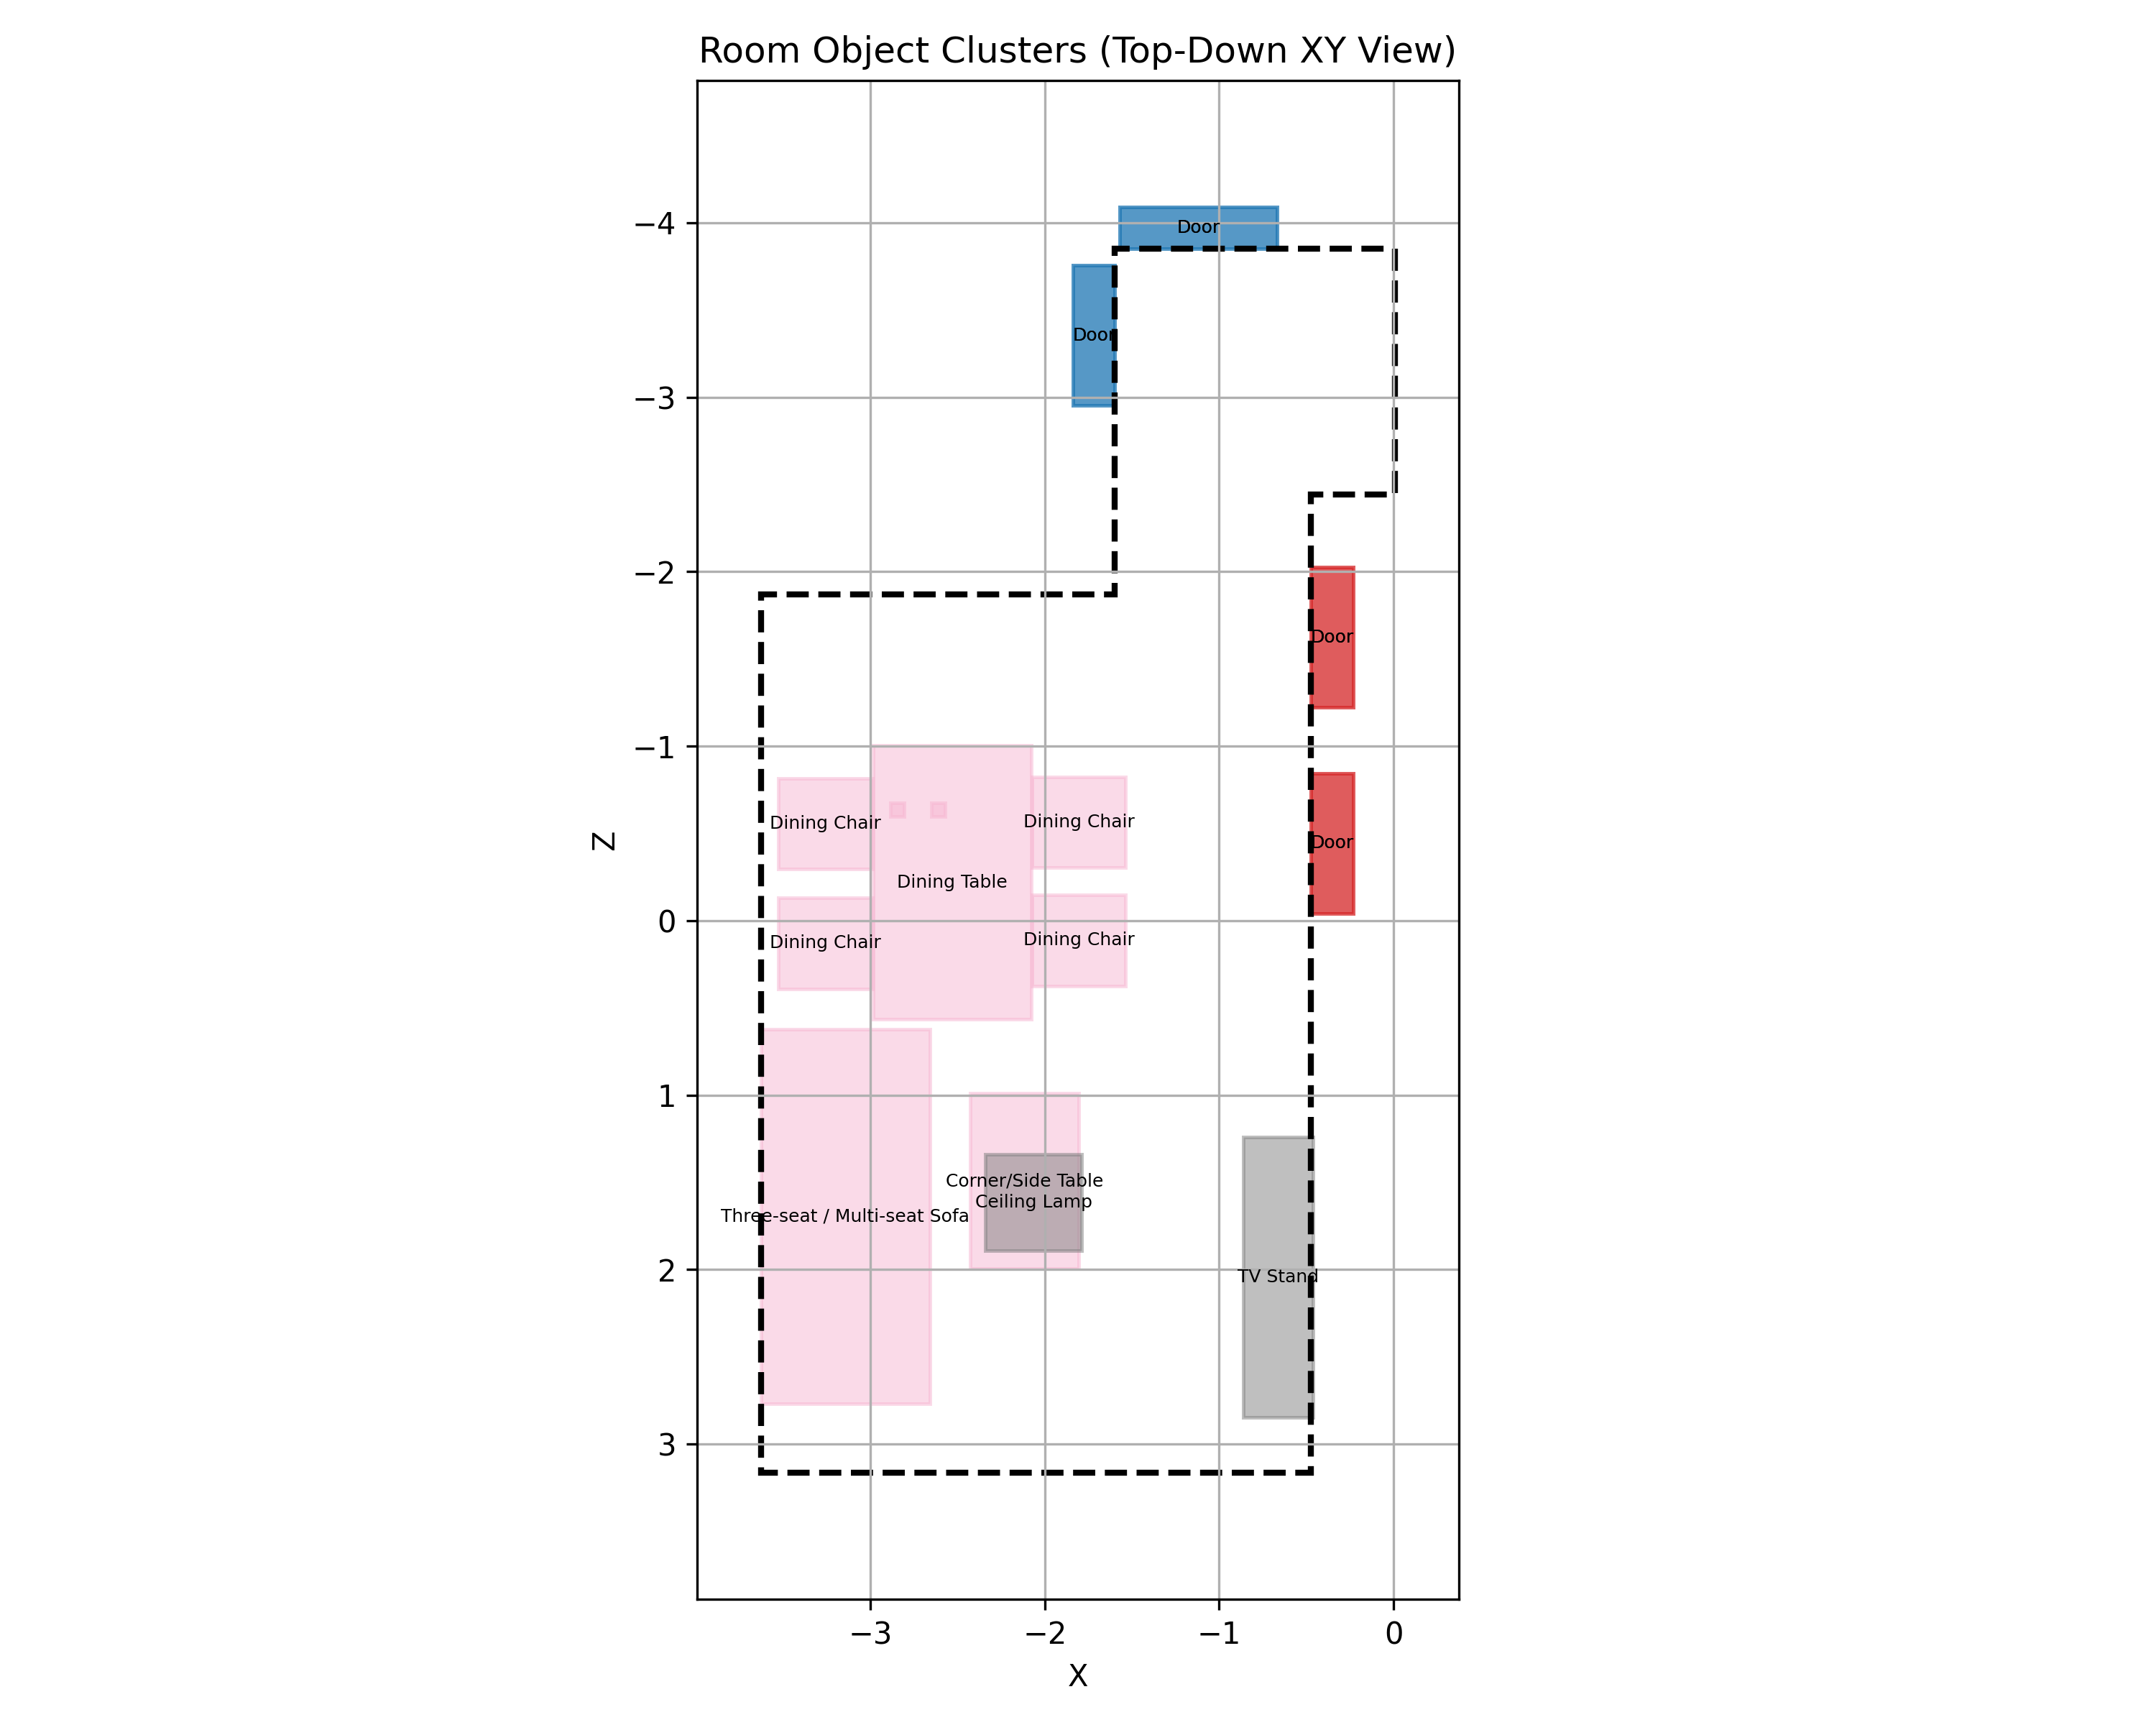 Room Object Clusters (Top-Down XY View)
−4
Door
Door
−3
−2
Door
−1
Dining Chair
Dining Chair
Door
Z
Dining Table
0
Dining Chair
Dining Chair
1
Corner/Side Table
Ceiling Lamp
Three-seat / Multi-seat Sofa
2
TV Stand
3
−3
−2
−1
0
X